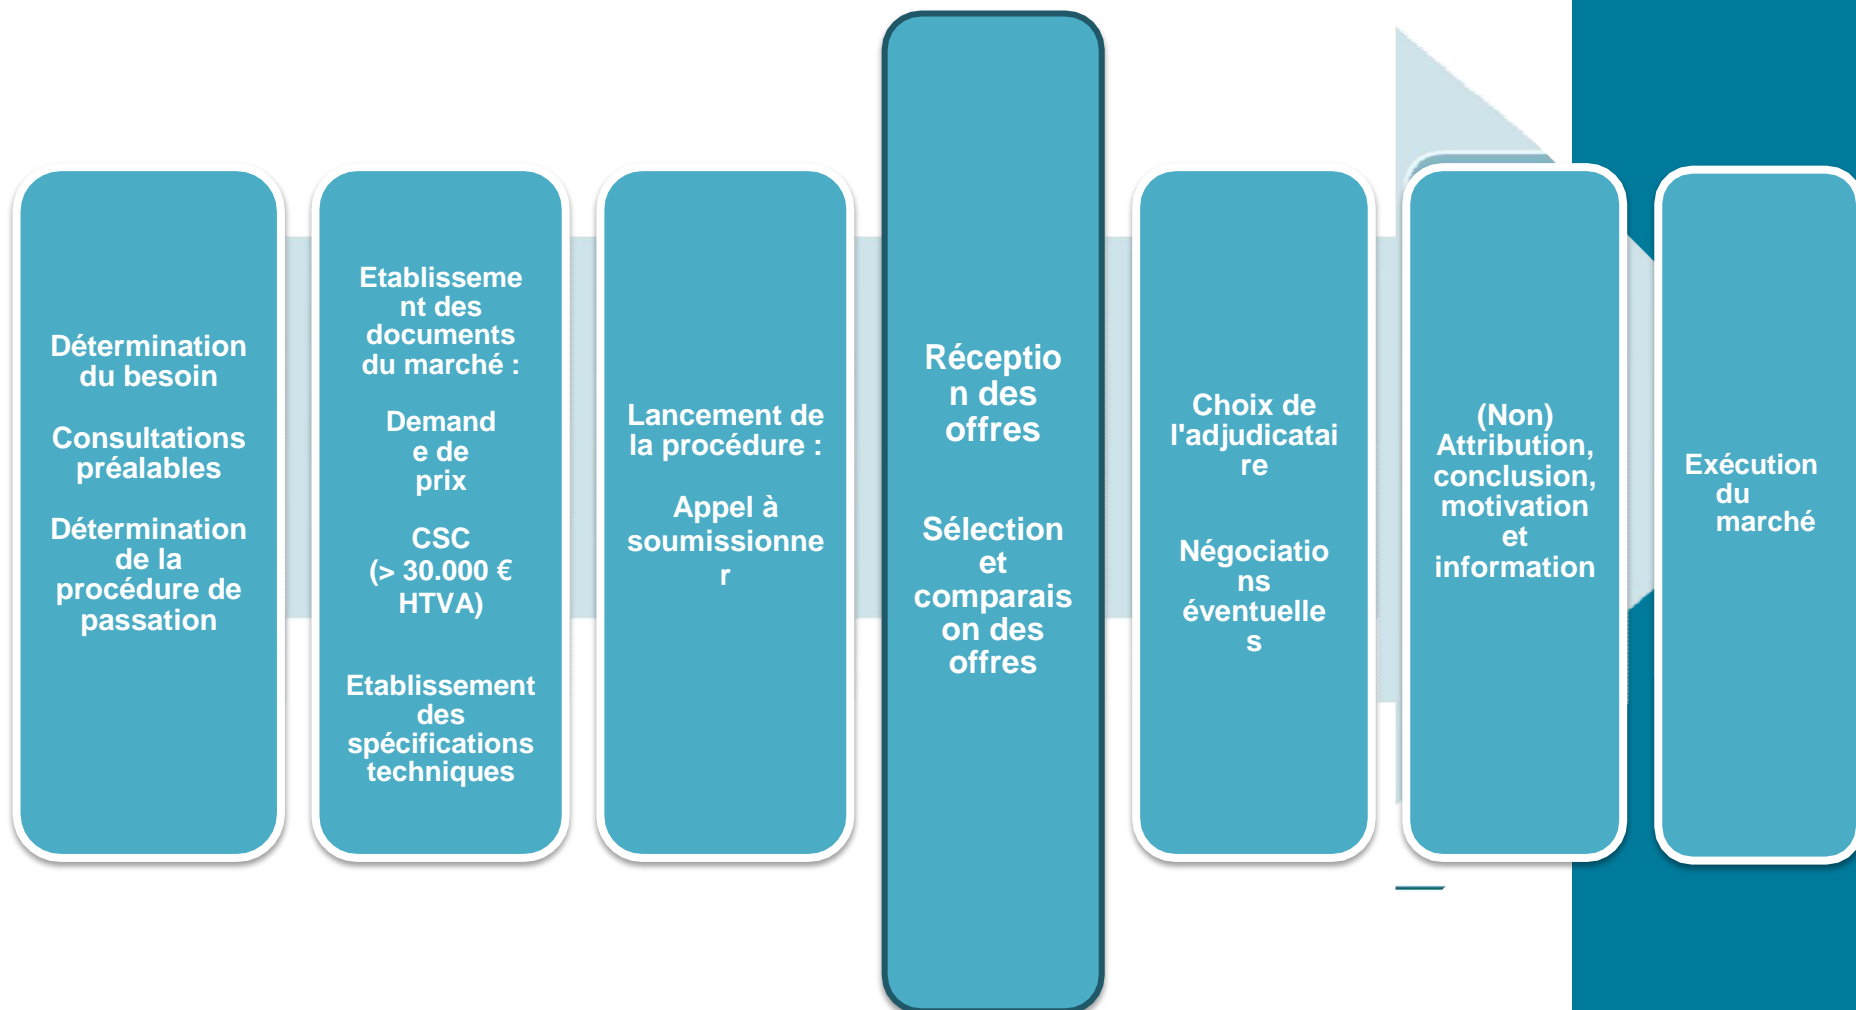 Détermination
du besoin
Consultations
préalables
Détermination
de la
procédure de
passation
Etablisseme
nt des
documents
du marché :
Demand
e de
prix
CSC
(> 30.000 €
HTVA)
Etablissement
des
spécifications
techniques
Lancement de
la procédure :
Appel à
soumissionne
r
Réceptio
n des
offres
Sélection
et
comparais
on des
offres
Choix de
l'adjudicatai
re
Négociatio
ns
éventuelle
s
(Non)
Attribution,
conclusion,
motivation
et
information
Exécution
du
marché